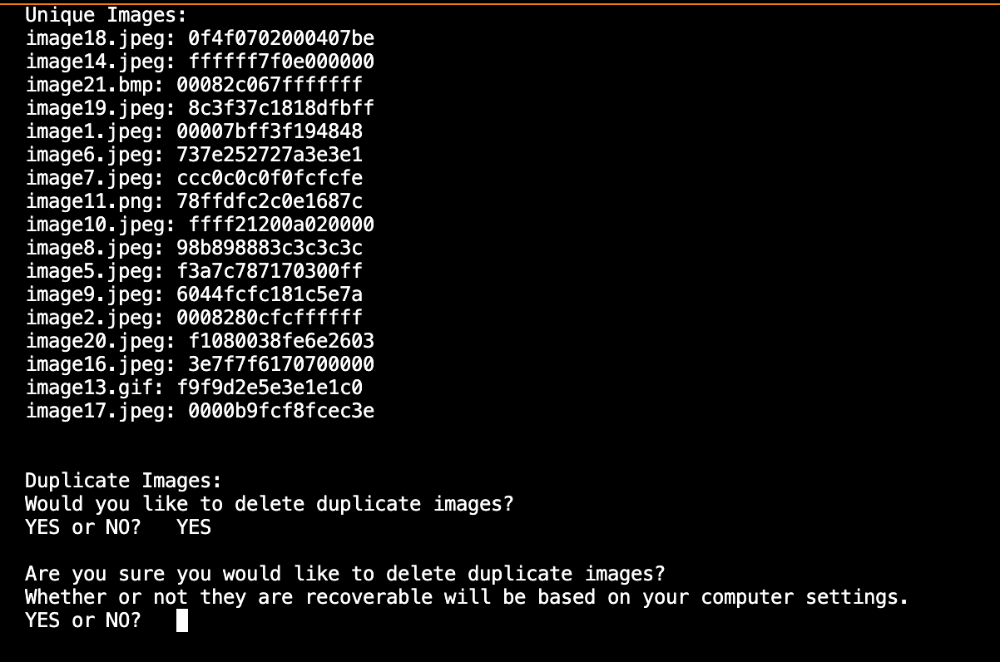 Unique Images:
image18.jpeg: 0f4f0702000407be
image14.jpeg: ffffff7f0e000000
image21.bmp: 00082c067fffffff
image19.jpeg: 8c3f37c1818dfbff
image1.jpeg: 00007bff3f194848
image6.jpeg: 737e252727a3e3e1
image7.jpeg: ccc0c0c0f0fcfcfe
image11.png: 78ffdfc2c0e1687c
image10.jpeg: ffff21200a020000
image8.jpeg: 98b898883c3c3c3c
image5.jpeg: f3a7c787170300ff
image9.jpeg: 6044fcfc181c5e7a
image2.jpeg: 0008280cfcffffff
image20.jpeg: f1080038fe6e2603
image16.jpeg: 3e7f7f6170700000
image13.gif: f9f9d2e5e3e1e1c0
image17.jpeg: 0000b9fcf8fcec3e
Duplicate Images:
Would you like to delete duplicate images?
YES or NO? YES
Are you sure you would like to delete duplicate images?
Whether or not they are recoverable will be based on your computer settings.
YES or NO?